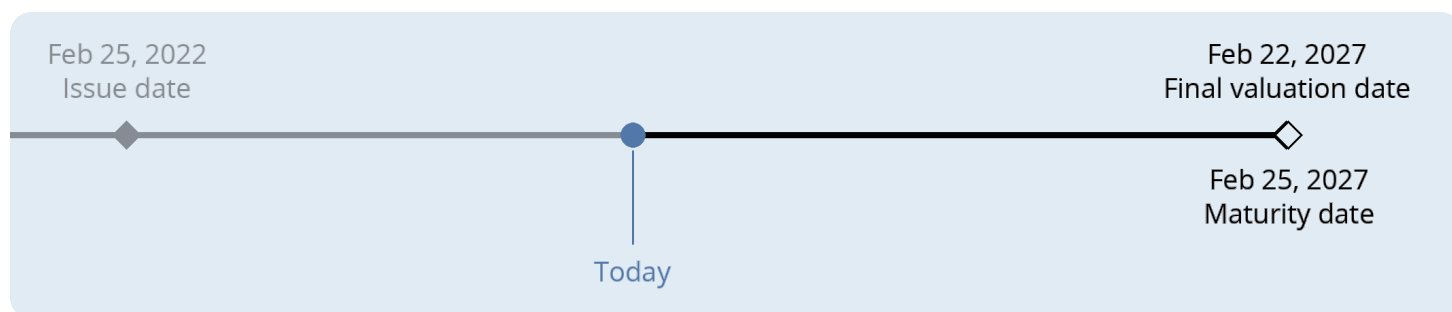 Feb 25, 2022
Issue date
Feb 22, 2027
Final valuation date
Feb 25, 2027
Maturity date
Today